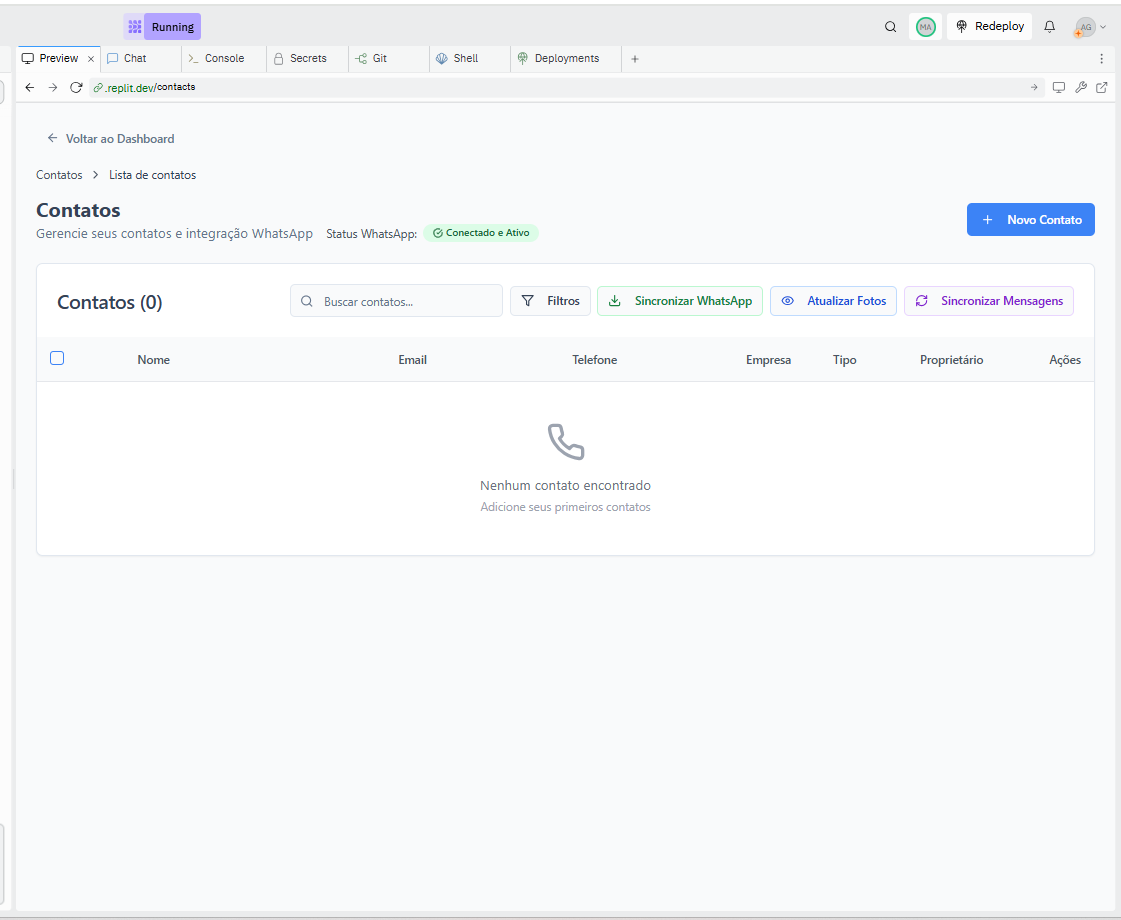 Running
MA
Redeploy
AG
Preview
Chat
Console
Secrets
Git
Shell
Deployments
.replit.dev/contacts
Voltar ao Dashboard
Contatos > Lista de contatos
Contatos
Gerencie seus contatos e integração WhatsApp Status WhatsApp: Conectado e Ativo
+ Novo Contato
Contatos (0)
Buscar contatos...
Filtros
Sincronizar WhatsApp
Atualizar Fotos
Sincronizar Mensagens
Nome Email Telefone Empresa Tipo Proprietário Ações
Nenhum contato encontrado
Adicione seus primeiros contatos